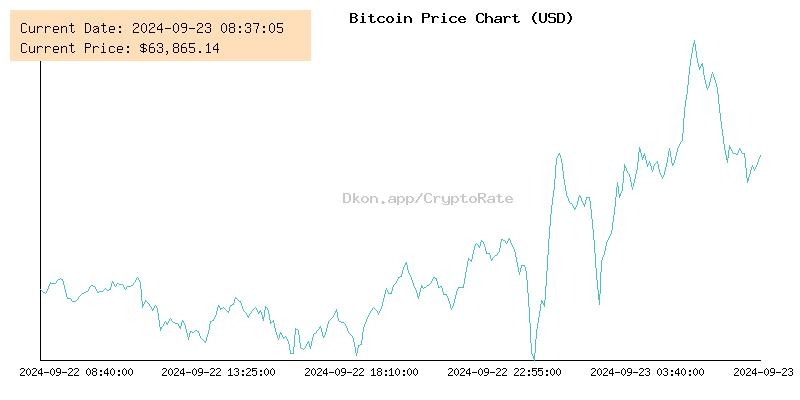 Bitcoin Price Chart (USD)
Current Date: 2024-09-23 08:37:05
Current Price: $63,865.14
Dkon.app/CryptoRate
2024-09-22 08:40:00 2024-09-22 13:25:00 2024-09-22 18:10:00 2024-09-22 22:55:00 2024-09-23 03:40:00 2024-09-23